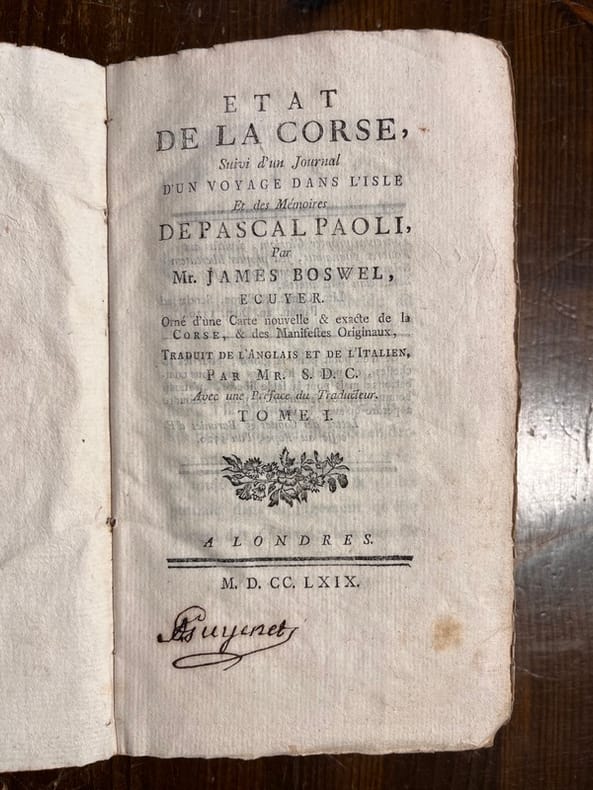 ETAT
DE LA CORSE,
Suivi d'un Journal
D'UN VOYAGE DANS L'ISLE
Et des Mémoires
DE PASCAL PAOLI,
Par
Mr. JAMES BOSWEL,
ECUYER.
Orné d'une Carte nouvelle & exacte de la
CORSE, & des Manifestes Originaux,
TRADUIT DE L'ANGLAIS ET DE L'ITALIEN,
PAR MR. S. D. C.
Avec une Préface du Traducteur.
TOME I.
A LONDRES.
M. D. CC. LXIX.